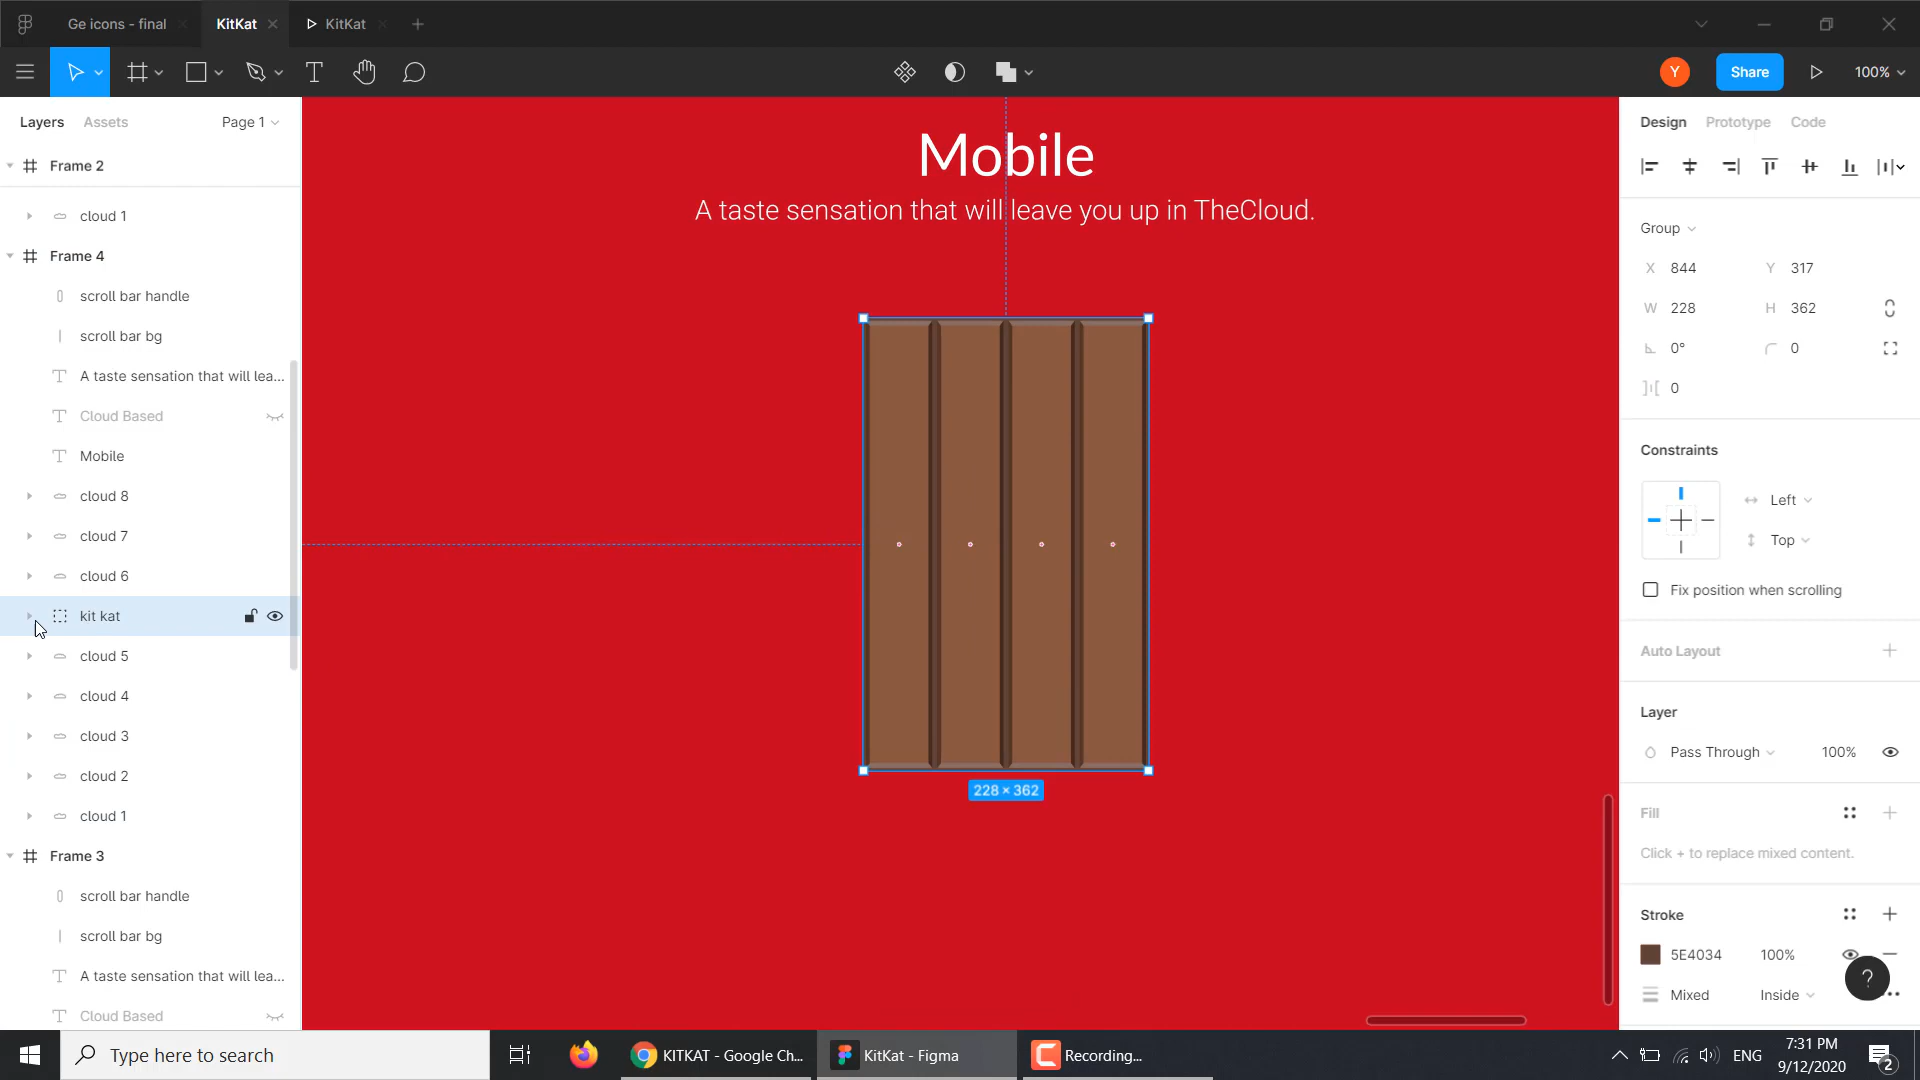 Ge icons - final
KitKat
KitKat
Share
100%
Y
Layers
Assets
Page 1
Frame 2
cloud 1
Frame 4
scroll bar handle
scroll bar bg
A taste sensation that will lea...
Cloud Based
Mobile
cloud 8
cloud 7
cloud 6
kit kat
cloud 5
cloud 4
cloud 3
cloud 2
cloud 1
Frame 3
scroll bar handle
scroll bar bg
A taste sensation that will lea...
Cloud Based
Mobile
A taste sensation that will leave you up in TheCloud.
228 × 362
Design
Prototype
Code
Group
X 844
Y 317
W 228
H 362
0°
0
0
Constraints
Left
Top
Fix position when scrolling
Auto Layout
Layer
Pass Through
100%
Fill
Click + to replace mixed content.
Stroke
5E4034
100%
Mixed
Inside
?
Type here to search
KITKAT - Google Ch...
KitKat - Figma
Recording...
ENG
7:31 PM
9/12/2020
2